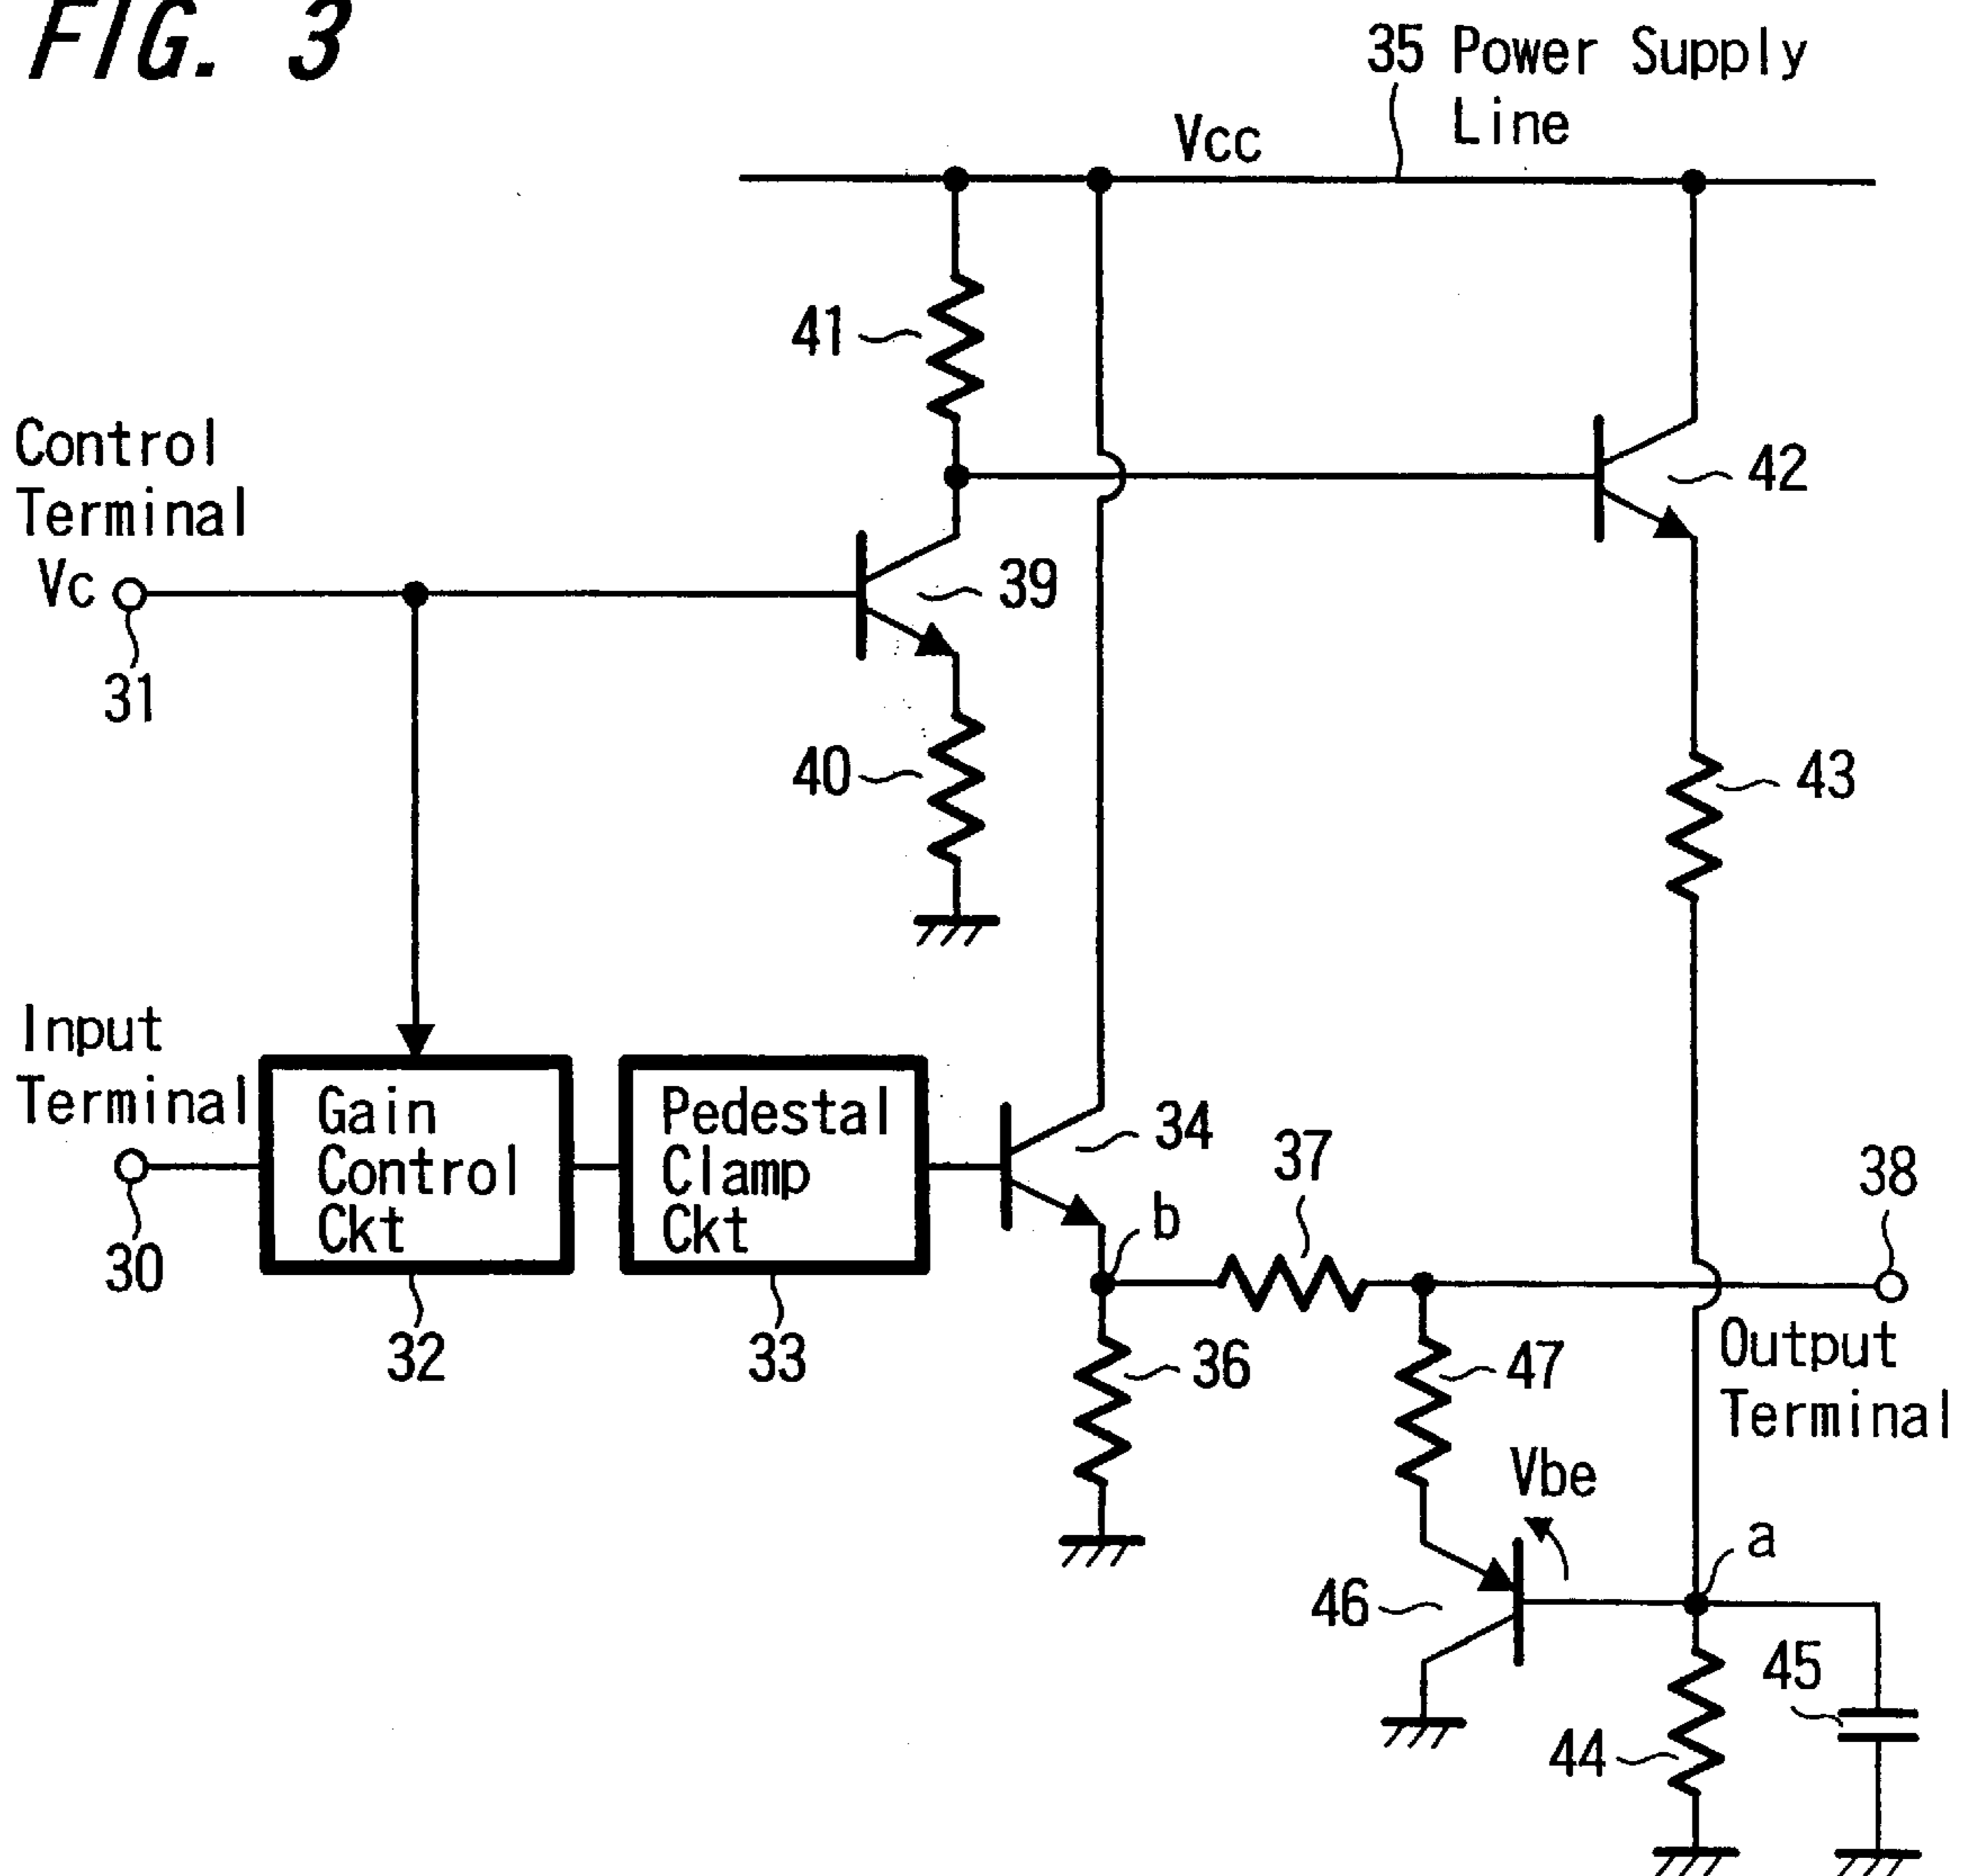 FIG. 3
35 Power Supply
Line
Vcc
41
Control
Terminal
Vc
31
39
42
40
43
Input
Terminal
30
Gain
Control
Ckt
32
Pedestal
Clamp
Ckt
33
34
b
37
38
36
47
Output
Terminal
Vbe
46
a
45
44